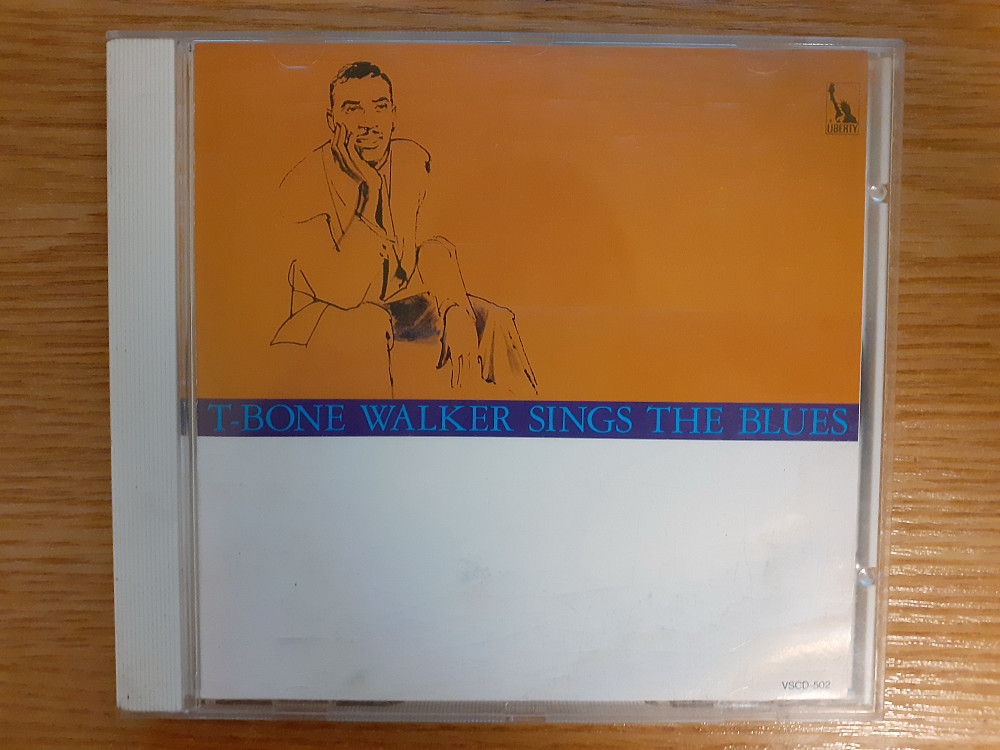 LIBERTY
T-BONE WALKER SINGS THE BLUES
VSCD-502